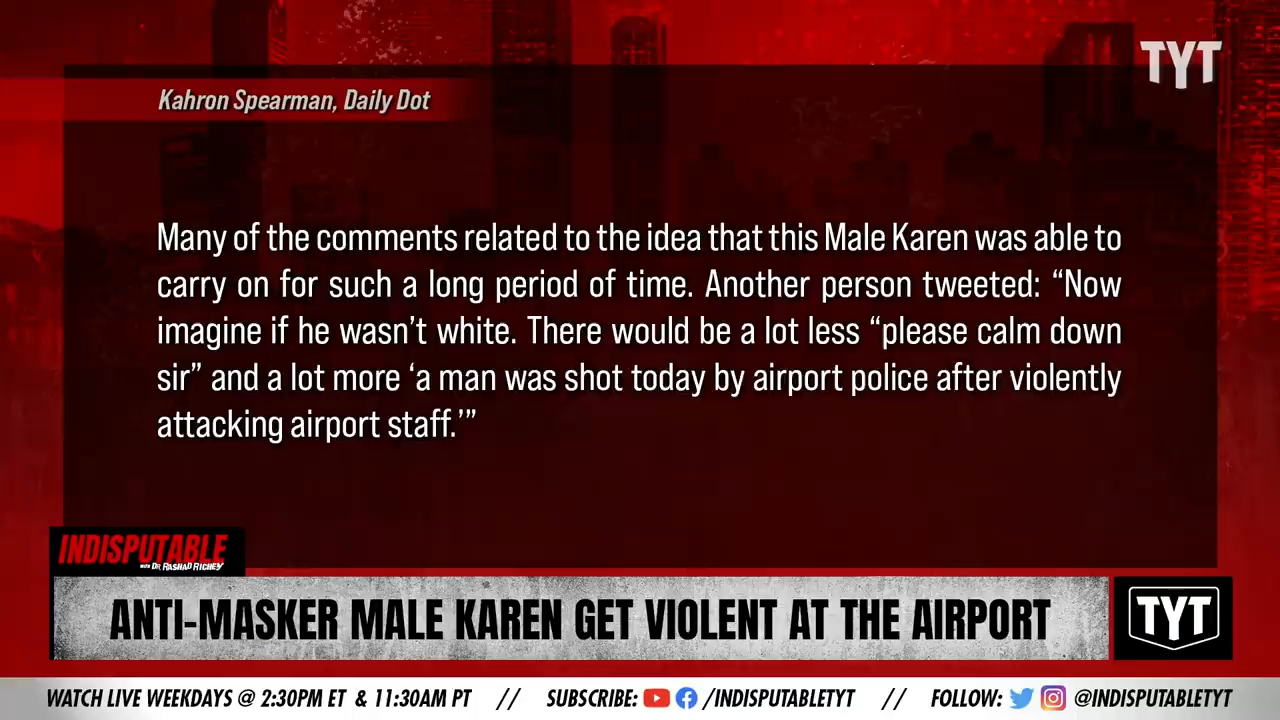 TYT
Kahron Spearman, Daily Dot
Many of the comments related to the idea that this Male Karen was able to
carry on for such a long period of time. Another person tweeted: “Now
imagine if he wasn’t white. There would be a lot less “please calm down
sir” and a lot more ‘a man was shot today by airport police after violently
attacking airport staff.’”
INDISPUTABLE
WITH DR. RASHAD RICHEY
ANTI-MASKER MALE KAREN GET VIOLENT AT THE AIRPORT
TYT
WATCH LIVE WEEKDAYS @ 2:30PM ET & 11:30AM PT // SUBSCRIBE: /INDISPUTABLETYT // FOLLOW: @INDISPUTABLETYT